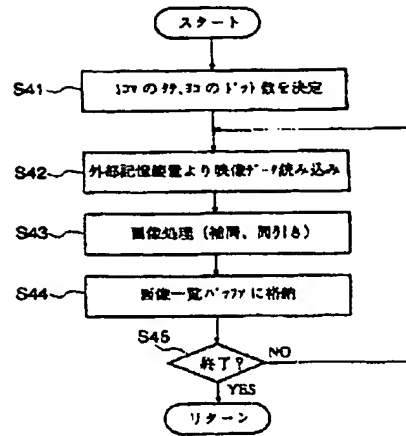 スタート
S41
1コマのタテ、ヨコのドット数を決定
S42
外部記憶装置より映像データ読み込み
S43
画像処理(補間、間引き)
S44
画像一覧バッファに格納
S45
終了?
NO
YES
リターン